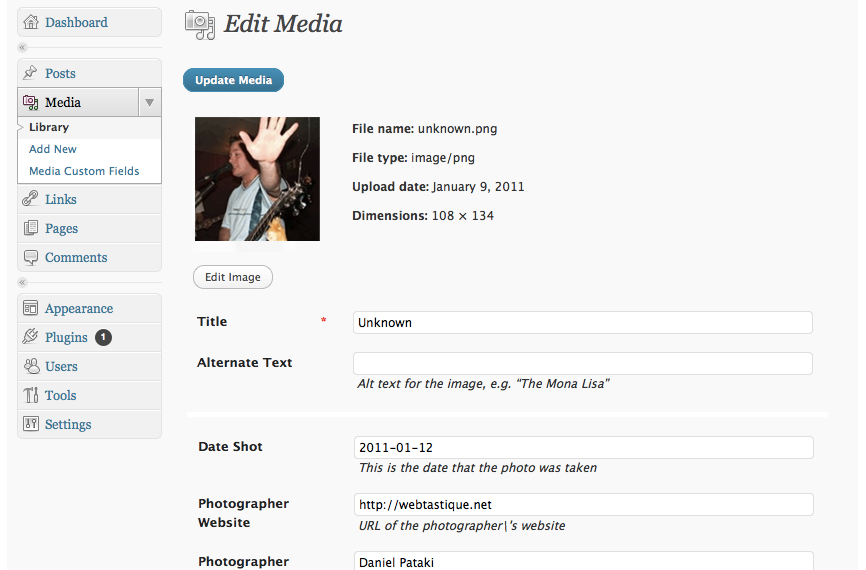 Dashboard
Posts
Media
Library
Add New
Media Custom Fields
Links
Pages
Comments
Appearance
Plugins 1
Users
Tools
Settings
Edit Media
Update Media
File name: unknown.png
File type: image/png
Upload date: January 9, 2011
Dimensions: 108 × 134
Edit Image
Title * Unknown
Alternate Text
Alt text for the image, e.g. "The Mona Lisa"
Date Shot 2011-01-12
This is the date that the photo was taken
Photographer
Website
http://webtastique.net
URL of the photographer\'s website
Photographer Daniel Pataki